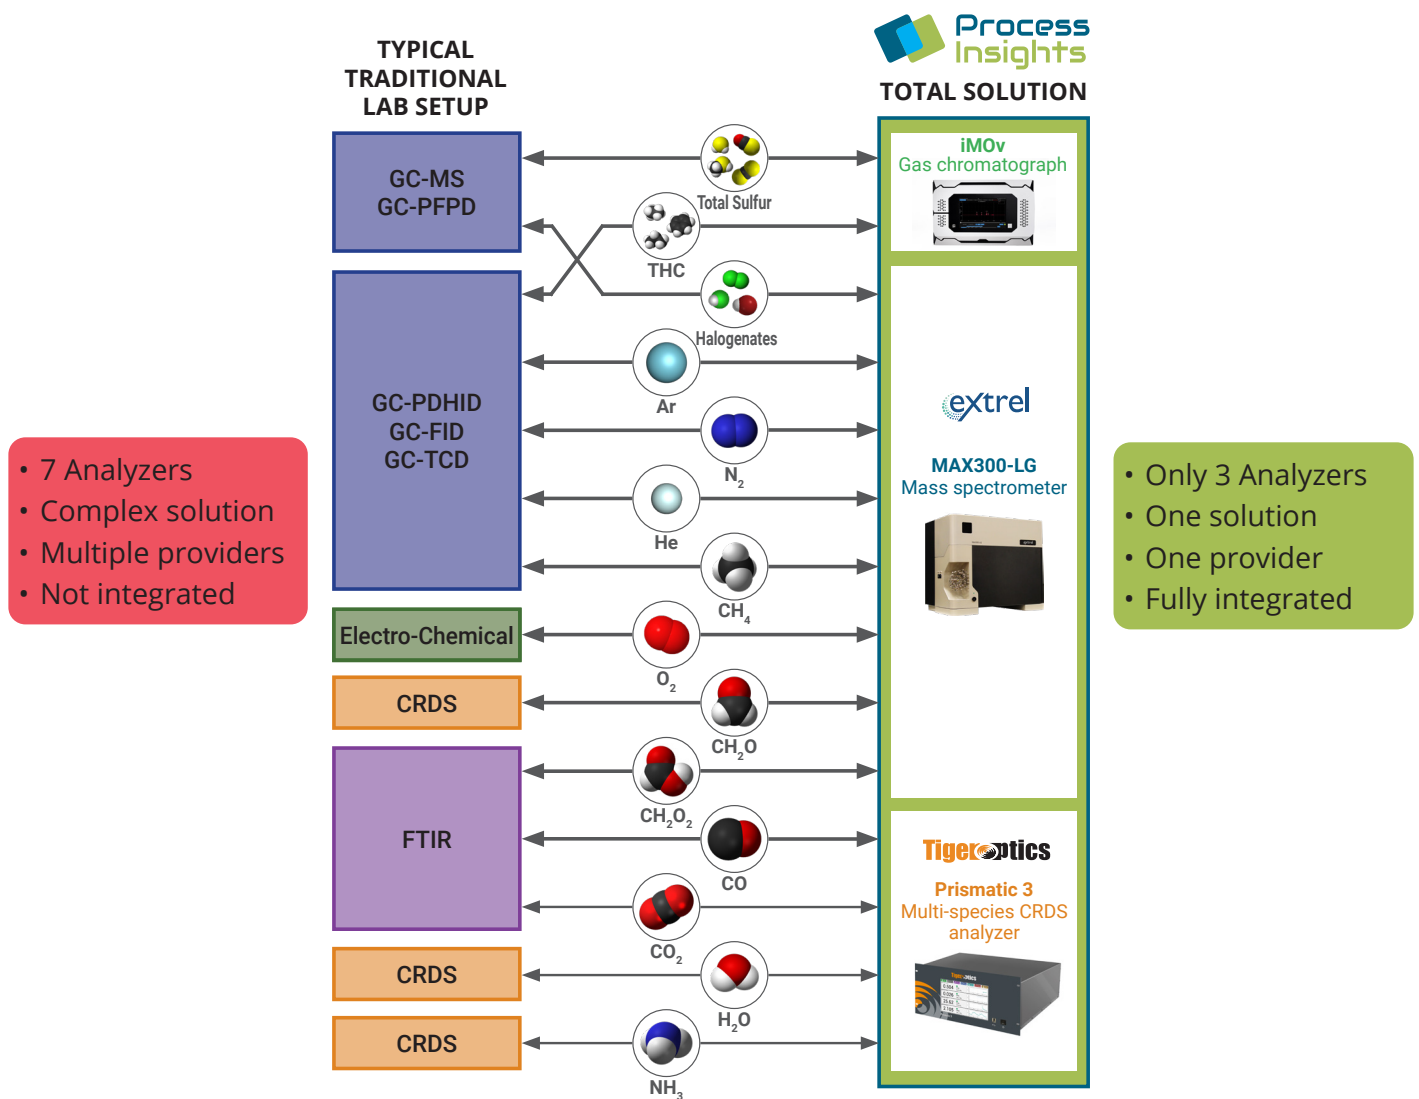 TYPICAL
TRADITIONAL
LAB SETUP
Process
Insights
TOTAL SOLUTION
GC-MS
GC-PFPD
GC-PDHID
GC-FID
GC-TCD
Electro-Chemical
CRDS
FTIR
CRDS
CRDS
• 7 Analyzers
• Complex solution
• Multiple providers
• Not integrated
Total Sulfur
THC
Halogenates
Ar
N₂
He
CH₄
O₂
CH₂O
CH₂O₂
CO
CO₂
H₂O
NH₃
iMOv
Gas chromatograph
extrel
MAX300-LG
Mass spectrometer
Tigeroptics
Prismatic 3
Multi-species CRDS
analyzer
Tigeroptics
• Only 3 Analyzers
• One solution
• One provider
• Fully integrated